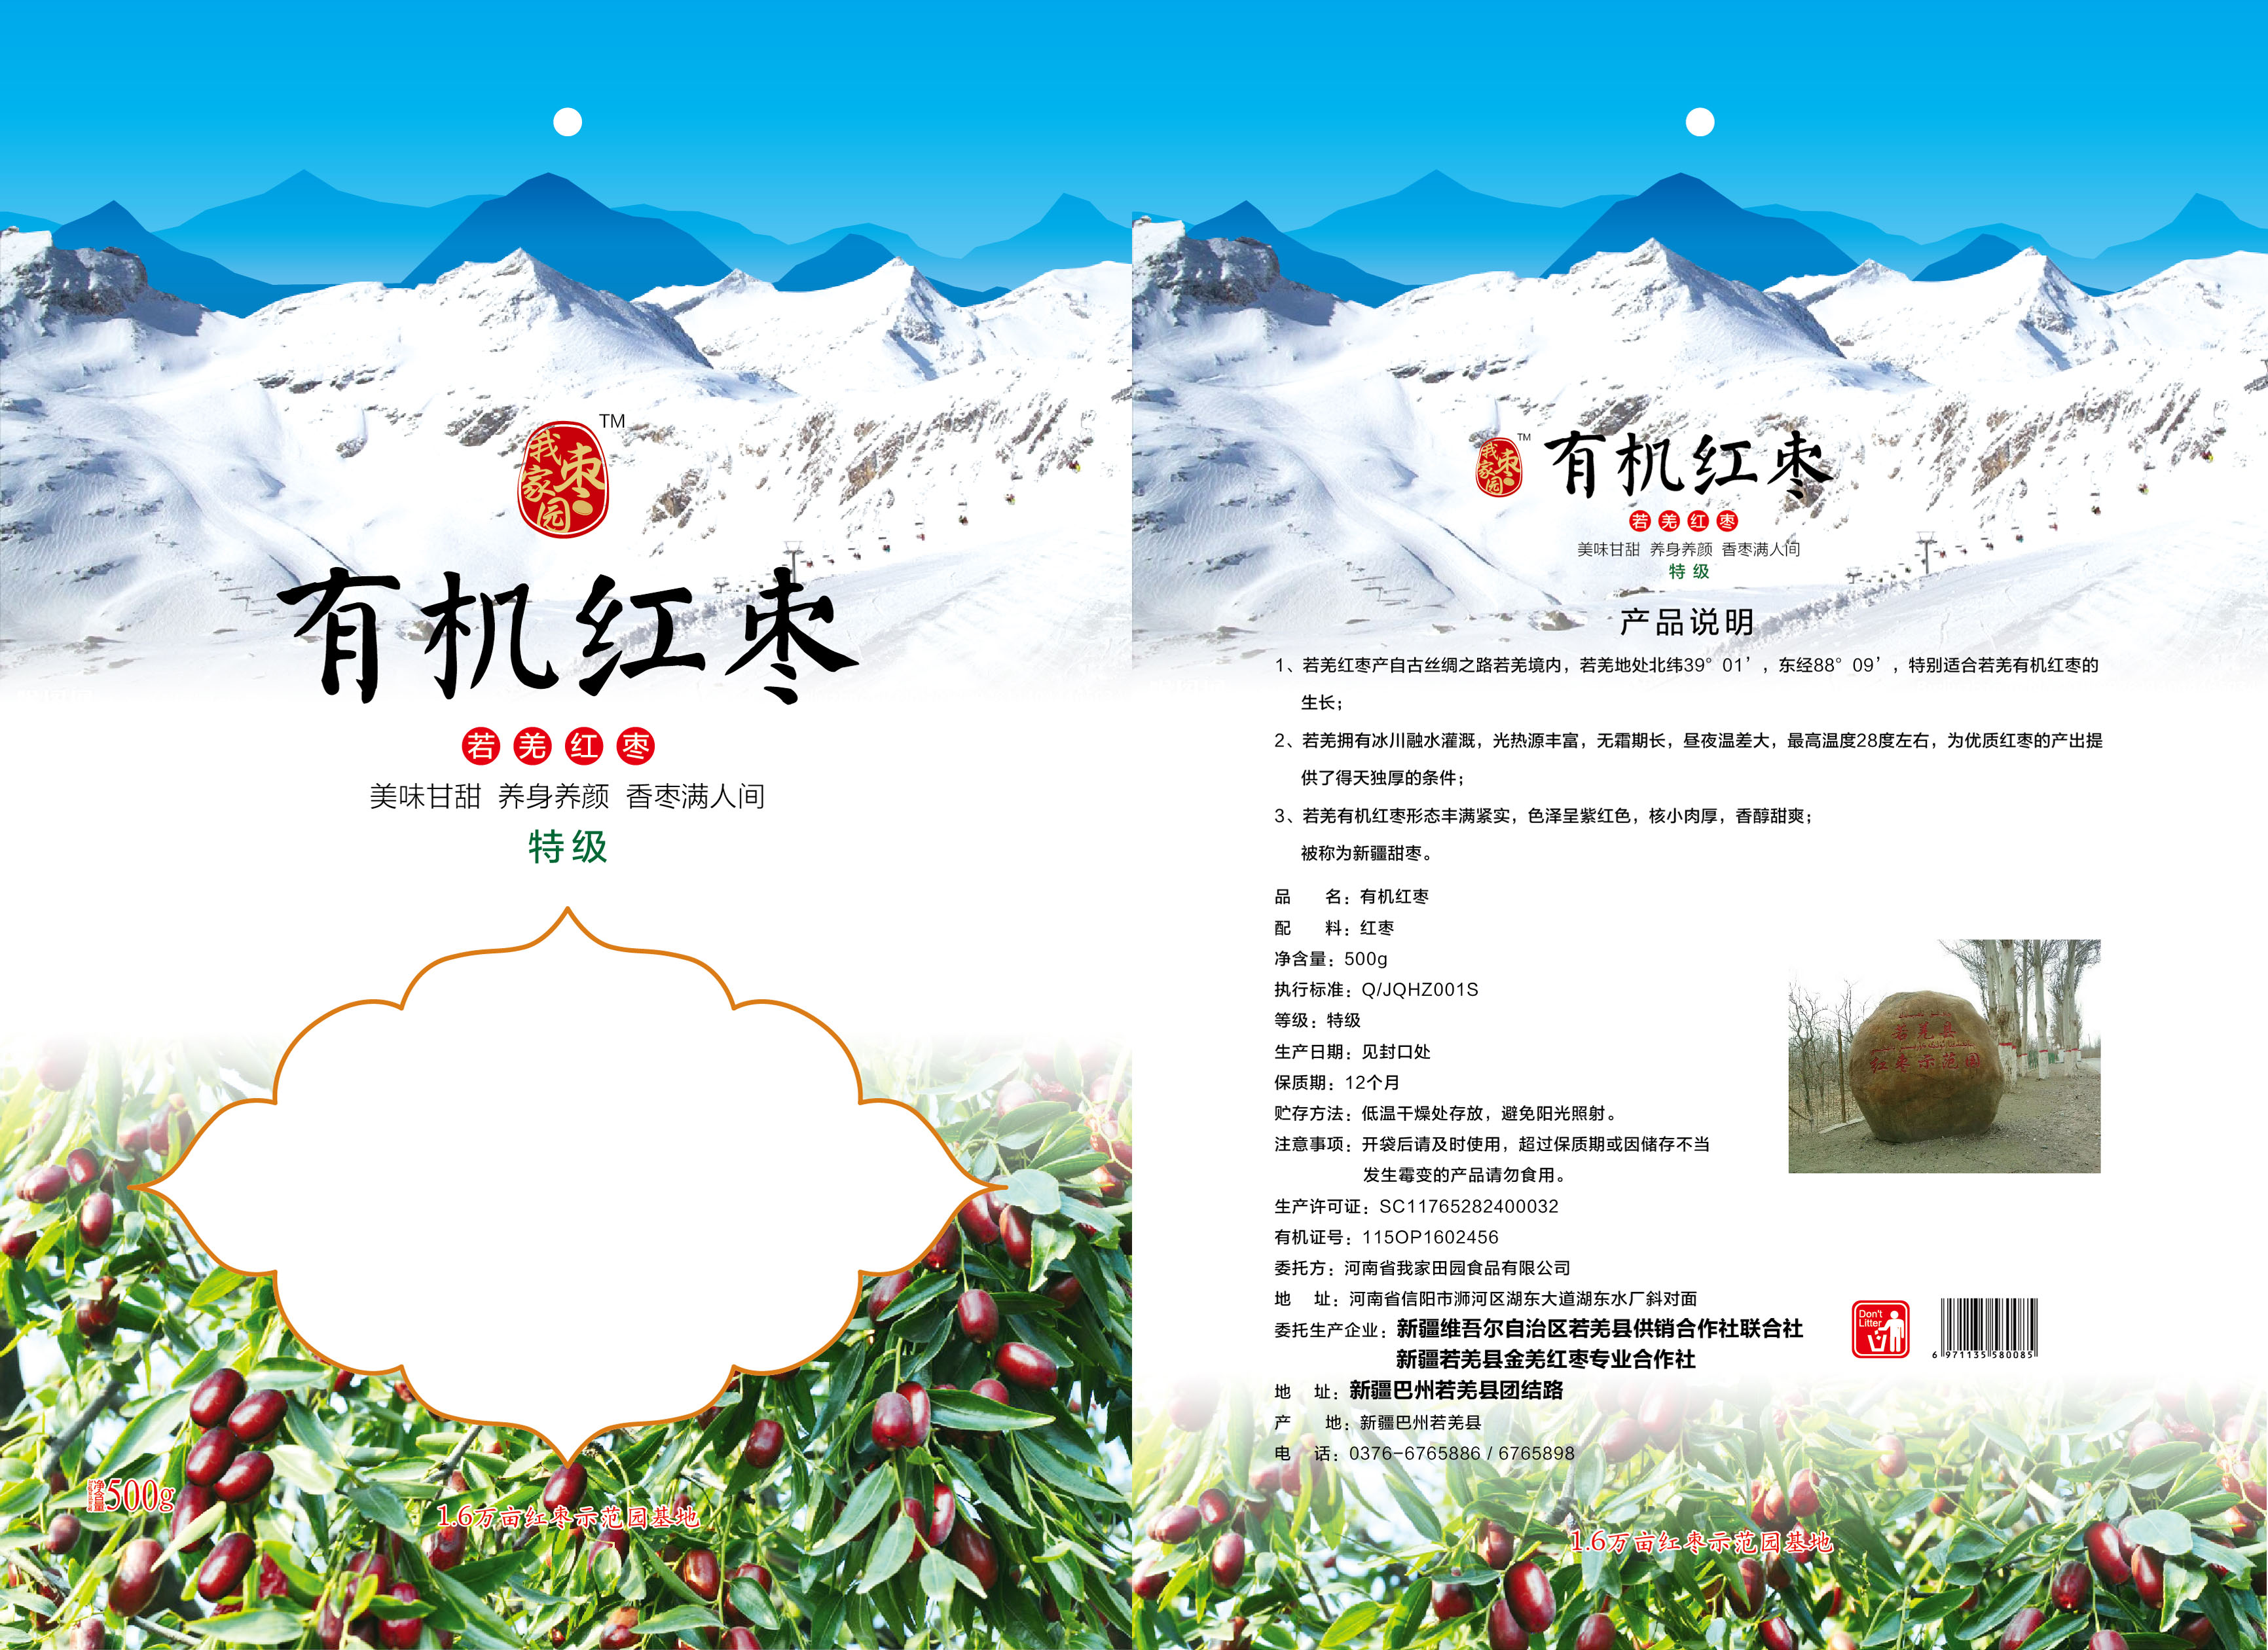 TM
我家枣园
有机红枣
若羌红枣
美味甘甜 养身养颜 香枣满人间
特级
净含量 500g
1.6万亩红枣示范园基地
我家枣园 TM 有机红枣
若羌红枣
美味甘甜 养身养颜 香枣满人间
特级
产品说明
1、若羌红枣产自古丝绸之路若羌境内，若羌地处北纬39°01’，东经88°09’，特别适合若羌有机红枣的
生长；
2、若羌拥有冰川融水灌溉，光热源丰富，无霜期长，昼夜温差大，最高温度28度左右，为优质红枣的产出提
供了得天独厚的条件；
3、若羌有机红枣形态丰满紧实，色泽呈紫红色，核小肉厚，香醇甜爽；
被称为新疆甜枣。
品 名：有机红枣
配 料：红枣
净含量：500g
执行标准：Q/JQHZ001S
等级：特级
生产日期：见封口处
保质期：12个月
贮存方法：低温干燥处存放，避免阳光照射。
注意事项：开袋后请及时使用，超过保质期或因储存不当
发生霉变的产品请勿食用。
生产许可证：SC11765282400032
有机证号：115OP1602456
委托方：河南省我家田园食品有限公司
地 址：河南省信阳市浉河区湖东大道湖东水厂斜对面
委托生产企业：新疆维吾尔自治区若羌县供销合作社联合社
新疆若羌县金羌红枣专业合作社
地 址：新疆巴州若羌县团结路
产 地：新疆巴州若羌县
电 话：0376-6765886 / 6765898
若羌县
红枣示范园
Don't
Litter
6 971135 580085
1.6万亩红枣示范园基地